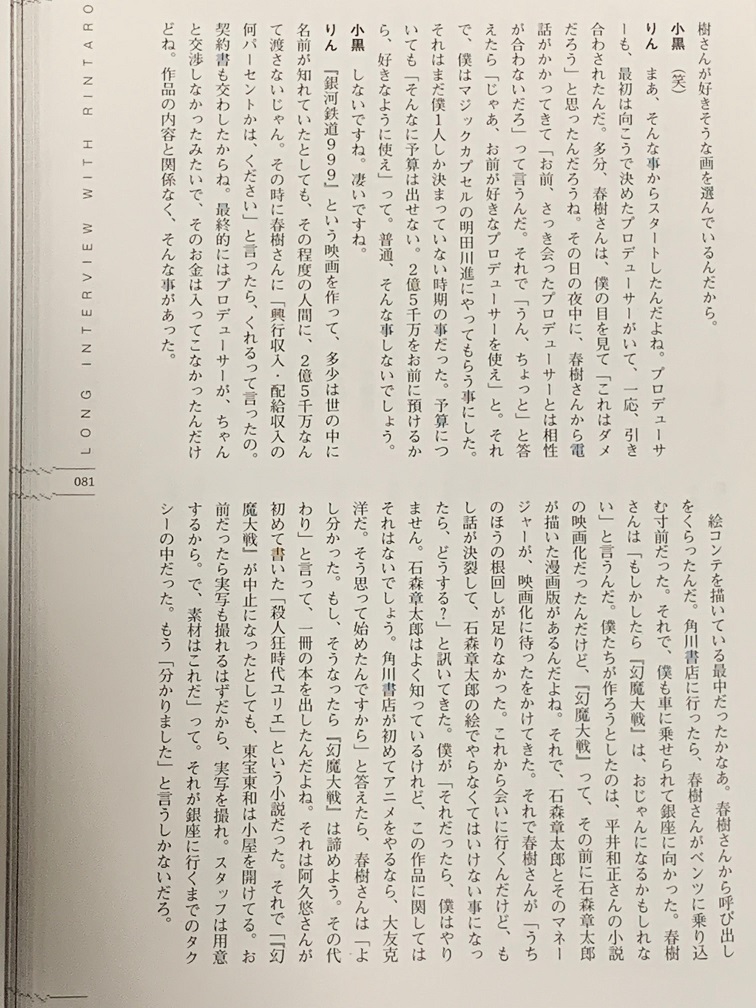 樹さんが好きそうな画を選んでいるんだから。
小黒　（笑）
りん　まあ、そんな事からスタートしたんだよね。プロデューサ
ーも、最初は向こうで決めたプロデューサーがいて、一応、引き
合わされたんだ。多分、春樹さんは、僕の目を見て「これはダメ
だろう」と思ったんだろうね。その日の夜中に、春樹さんから電
話がかかってきて「お前、さっき会ったプロデューサーとは相性
が合わないだろ」って言うんだ。それで「うん、ちょっと」と答
えたら「じゃあ、お前が好きなプロデューサーを使え」と。それ
で、僕はマジックカプセルの明田川進にやってもらう事にした。
それはまだ僕１人しか決まっていない時期の事だった。予算につ
いても「そんなに予算は出せない。２億５千万をお前に預けるか
ら、好きなように使え」って。普通、そんな事しないでしょう。
小黒　しないですね。凄いですね。
りん　『銀河鉄道９９９』という映画を作って、多少は世の中に
名前が知れていたとしても、その程度の人間に、２億５千万なん
て渡さないじゃん。その時に春樹さんに「興行収入・配給収入の
何パーセントかは、ください」と言ったら、くれるって言ったの。
契約書も交わしたからね。最終的にはプロデューサーが、ちゃん
と交渉しなかったみたいで、そのお金は入ってこなかったんだけ
どね。作品の内容と関係なく、そんな事があった。
　絵コンテを描いている最中だったかなあ。春樹さんから呼び出し
をくらったんだ。角川書店に行ったら、春樹さんがベンツに乗り込
む寸前だった。それで、僕も車に乗せられて銀座に向かった。春樹
さんは「もしかしたら『幻魔大戦』は、おじゃんになるかもしれな
い」と言うんだ。僕たちが作ろうとしたのは、平井和正さんの小説
の映画化だったんだけど、『幻魔大戦』って、その前に石森章太郎
が描いた漫画版があるんだよね。それで、石森章太郎とそのマネー
ジャーが、映画化に待ったをかけてきた。それで春樹さんが「うち
のほうの根回しが足りなかった。これから会いに行くんだけど、も
し話が決裂して、石森章太郎の絵でやらなくてはいけない事になっ
たら、どうする？」と訊いてきた。僕が「それだったら、僕はやり
ません。石森章太郎はよく知っているけれど、この作品に関しては
それはないでしょう。角川書店が初めてアニメをやるなら、大友克
洋だ。そう思って始めたんですから」と答えたら、春樹さんは「よ
し分かった。もし、そうなったら『幻魔大戦』は諦めよう。その代
わり」と言って、一冊の本を出したんだよね。それは阿久悠さんが
初めて書いた「殺人狂時代ユリエ」という小説だった。それで「『幻
魔大戦』が中止になったとしても、東宝東和は小屋を開けてる。お
前だったら実写も撮れるはずだから、実写を撮れ。スタッフは用意
するから。で、素材はこれだ」って。それが銀座に行くまでのタク
シーの中だった。もう「分かりました」と言うしかないだろ。
LONG INTERVIEW WITH RINTARO
081